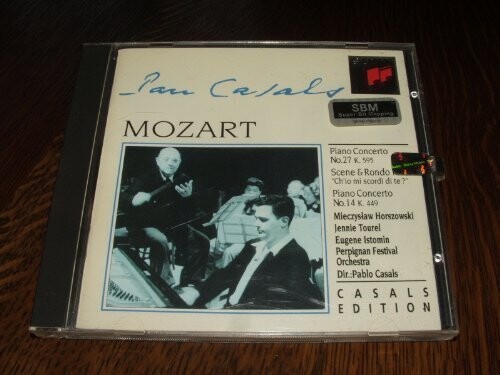 Pau Casals
SBM
Super Bit Mapping
MOZART
Piano Concerto
No.27 K. 595
Scene & Rondo
"Ch'io mi scordi di te?"
Piano Concerto
No.14 K. 449
Mieczysław Horszowski
Jennie Tourel
Eugene Istomin
Perpignan Festival
Orchestra
Dir.:Pablo Casals
CASALS
EDITION